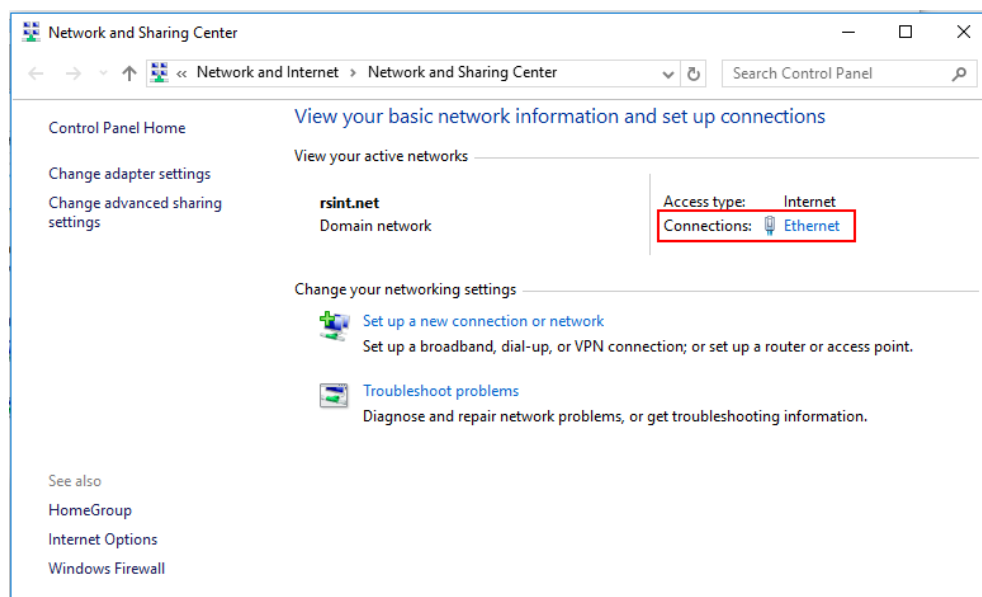 Network and Sharing Center
« Network and Internet > Network and Sharing Center
Search Control Panel
Control Panel Home
Change adapter settings
Change advanced sharing
settings
View your basic network information and set up connections
View your active networks
rsint.net
Domain network
Access type: Internet
Connections: Ethernet
Change your networking settings
Set up a new connection or network
Set up a broadband, dial-up, or VPN connection; or set up a router or access point.
Troubleshoot problems
Diagnose and repair network problems, or get troubleshooting information.
See also
HomeGroup
Internet Options
Windows Firewall